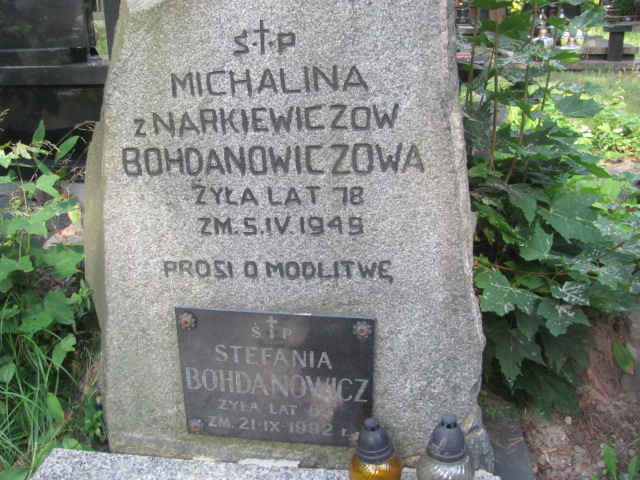 Ś†P
MICHALINA
z NARKIEWICZOW
BOHDANOWICZOWA
ŻYŁA LAT 78
ZM. 5.IV.1949
PROSI O MODLITWĘ
Ś†P
STEFANIA
BOHDANOWICZ
ŻYŁA LAT
ZM. 21.IX.1992 r.